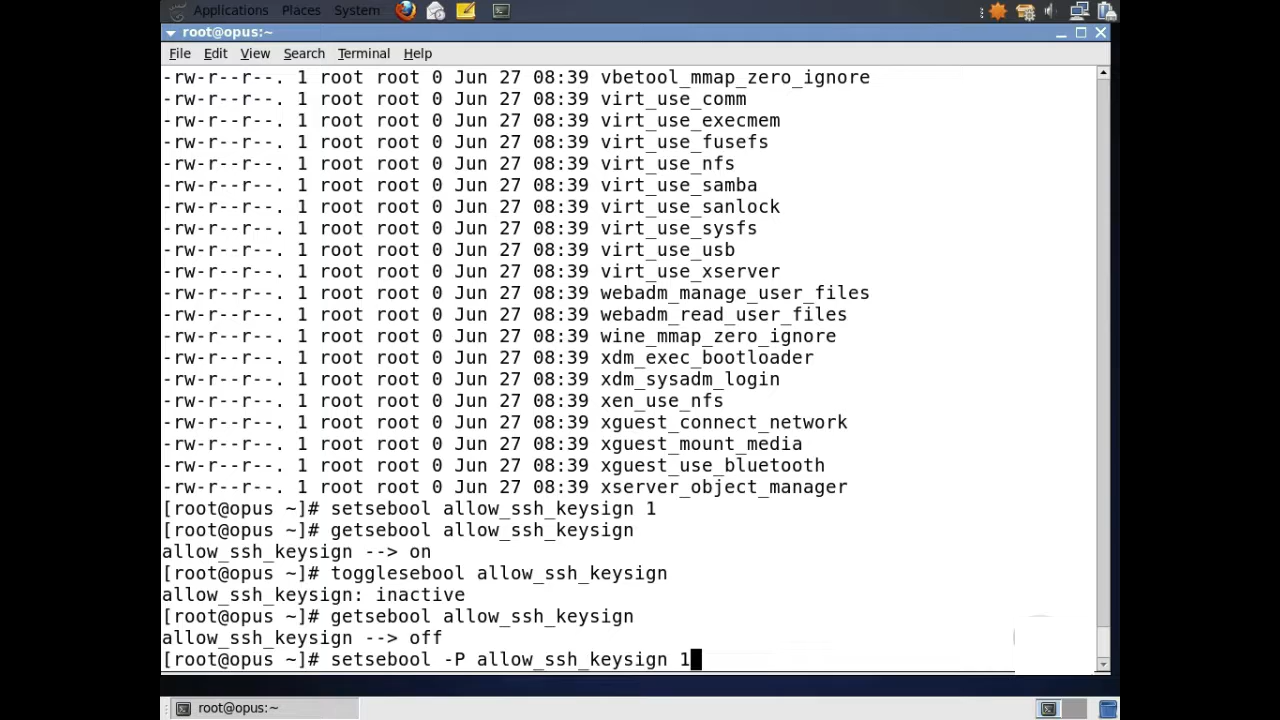 Applications Places System
root@opus:~
File Edit View Search Terminal Help
-rw-r--r--. 1 root root 0 Jun 27 08:39 vbetool_mmap_zero_ignore
-rw-r--r--. 1 root root 0 Jun 27 08:39 virt_use_comm
-rw-r--r--. 1 root root 0 Jun 27 08:39 virt_use_execmem
-rw-r--r--. 1 root root 0 Jun 27 08:39 virt_use_fusefs
-rw-r--r--. 1 root root 0 Jun 27 08:39 virt_use_nfs
-rw-r--r--. 1 root root 0 Jun 27 08:39 virt_use_samba
-rw-r--r--. 1 root root 0 Jun 27 08:39 virt_use_sanlock
-rw-r--r--. 1 root root 0 Jun 27 08:39 virt_use_sysfs
-rw-r--r--. 1 root root 0 Jun 27 08:39 virt_use_usb
-rw-r--r--. 1 root root 0 Jun 27 08:39 virt_use_xserver
-rw-r--r--. 1 root root 0 Jun 27 08:39 webadm_manage_user_files
-rw-r--r--. 1 root root 0 Jun 27 08:39 webadm_read_user_files
-rw-r--r--. 1 root root 0 Jun 27 08:39 wine_mmap_zero_ignore
-rw-r--r--. 1 root root 0 Jun 27 08:39 xdm_exec_bootloader
-rw-r--r--. 1 root root 0 Jun 27 08:39 xdm_sysadm_login
-rw-r--r--. 1 root root 0 Jun 27 08:39 xen_use_nfs
-rw-r--r--. 1 root root 0 Jun 27 08:39 xguest_connect_network
-rw-r--r--. 1 root root 0 Jun 27 08:39 xguest_mount_media
-rw-r--r--. 1 root root 0 Jun 27 08:39 xguest_use_bluetooth
-rw-r--r--. 1 root root 0 Jun 27 08:39 xserver_object_manager
[root@opus ~]# setsebool allow_ssh_keysign 1
[root@opus ~]# getsebool allow_ssh_keysign
allow_ssh_keysign --> on
[root@opus ~]# togglesebool allow_ssh_keysign
allow_ssh_keysign: inactive
[root@opus ~]# getsebool allow_ssh_keysign
allow_ssh_keysign --> off
[root@opus ~]# setsebool -P allow_ssh_keysign 1
root@opus:~